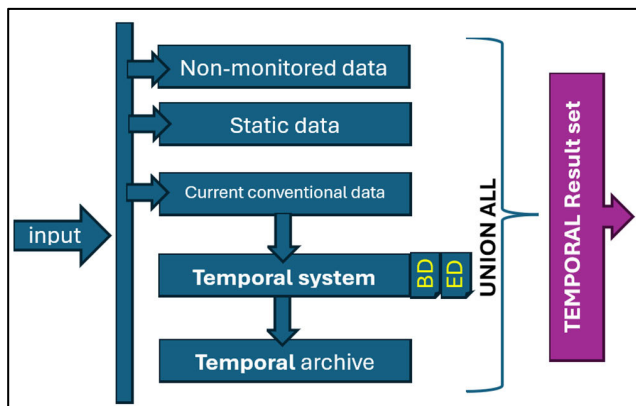 Non-monitored data
Static data
Current conventional data
input
Temporal system
BD
ED
Temporal archive
UNION ALL
TEMPORAL Result set